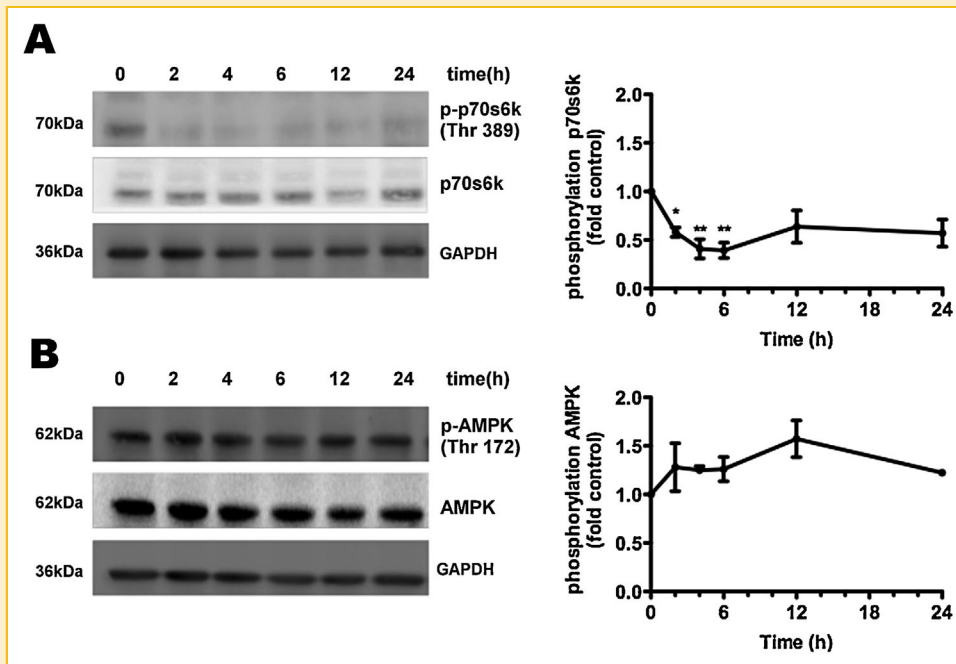 A
0 2 4 6 12 24 time(h)
70kDa p-p70s6k
(Thr 389)
70kDa p70s6k
36kDa GAPDH
phosphorylation p70s6k
(fold control)
2.0
1.5
1.0
0.5
0.0
* ** **
0 6 12 18 24
Time (h)
B
0 2 4 6 12 24 time(h)
62kDa p-AMPK
(Thr 172)
62kDa AMPK
36kDa GAPDH
phosphorylation AMPK
(fold control)
2.0
1.5
1.0
0.5
0.0
0 6 12 18 24
Time (h)